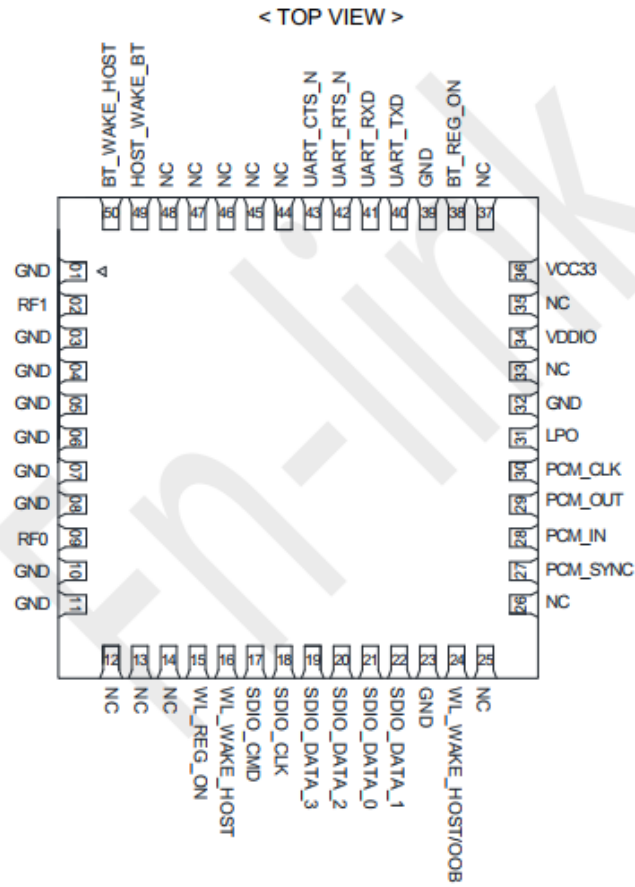 < TOP VIEW >
BT_WAKE_HOST
HOST_WAKE_BT
NC
NC
NC
NC
NC
UART_CTS_N
UART_RTS_N
UART_RXD
UART_TXD
GND
BT_REG_ON
NC
50 49 48 47 46 45 44 43 42 41 40 39 38 37
GND 01
RF1 02
GND 03
GND 04
GND 05
GND 06
GND 07
GND 08
RF0 09
GND 10
GND 11
36 VCC33
35 NC
34 VDDIO
33 NC
32 GND
31 LPO
30 PCM_CLK
29 PCM_OUT
28 PCM_IN
27 PCM_SYNC
26 NC
12 13 14 15 16 17 18 19 20 21 22 23 24 25
NC
NC
NC
WL_REG_ON
WL_WAKE_HOST
SDIO_CMD
SDIO_CLK
SDIO_DATA_3
SDIO_DATA_2
SDIO_DATA_0
SDIO_DATA_1
GND
WL_WAKE_HOST/OOB
NC
Fn-link